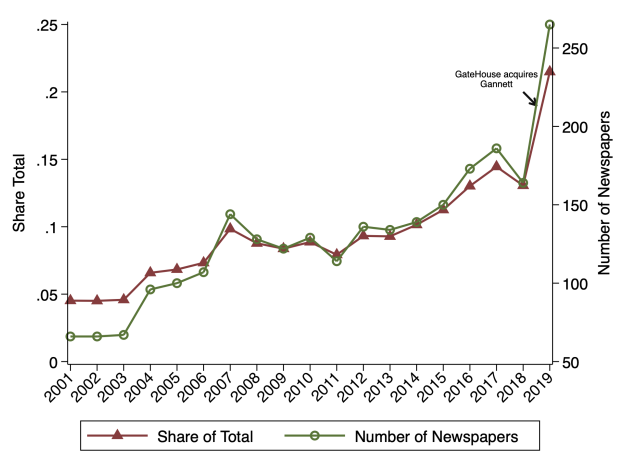 .25
.2
.15
.1
.05
0
Share Total
250
200
150
100
50
Number of Newspapers
GateHouse acquires
Gannett
2001 2002 2003 2004 2005 2006 2007 2008 2009 2010 2011 2012 2013 2014 2015 2016 2017 2018 2019
Share of Total Number of Newspapers